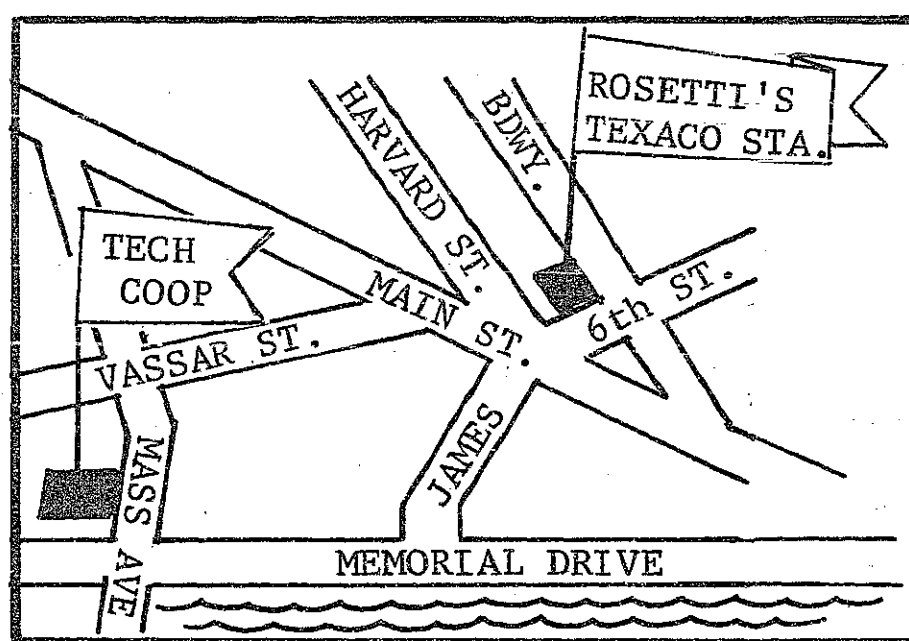 ROSETTI'S
TEXACO STA.
HARVARD ST.
BDWY.
TECH
COOP
MAIN ST.
6th ST.
VASSAR ST.
JAMES
MASS AVE
MEMORIAL DRIVE